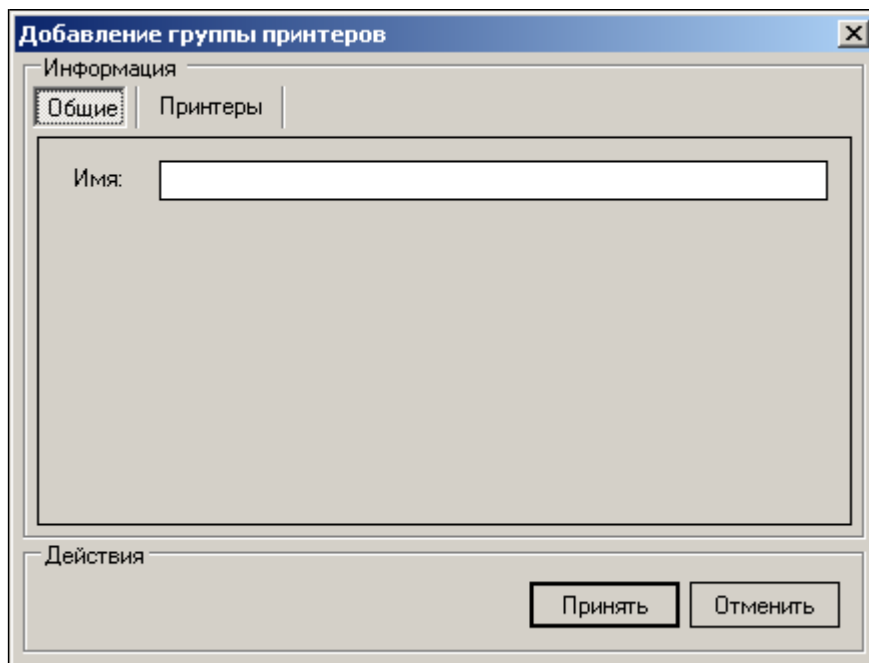 Добавление группы принтеров
Информация
Общие Принтеры
Имя:
Действия
Принять Отменить